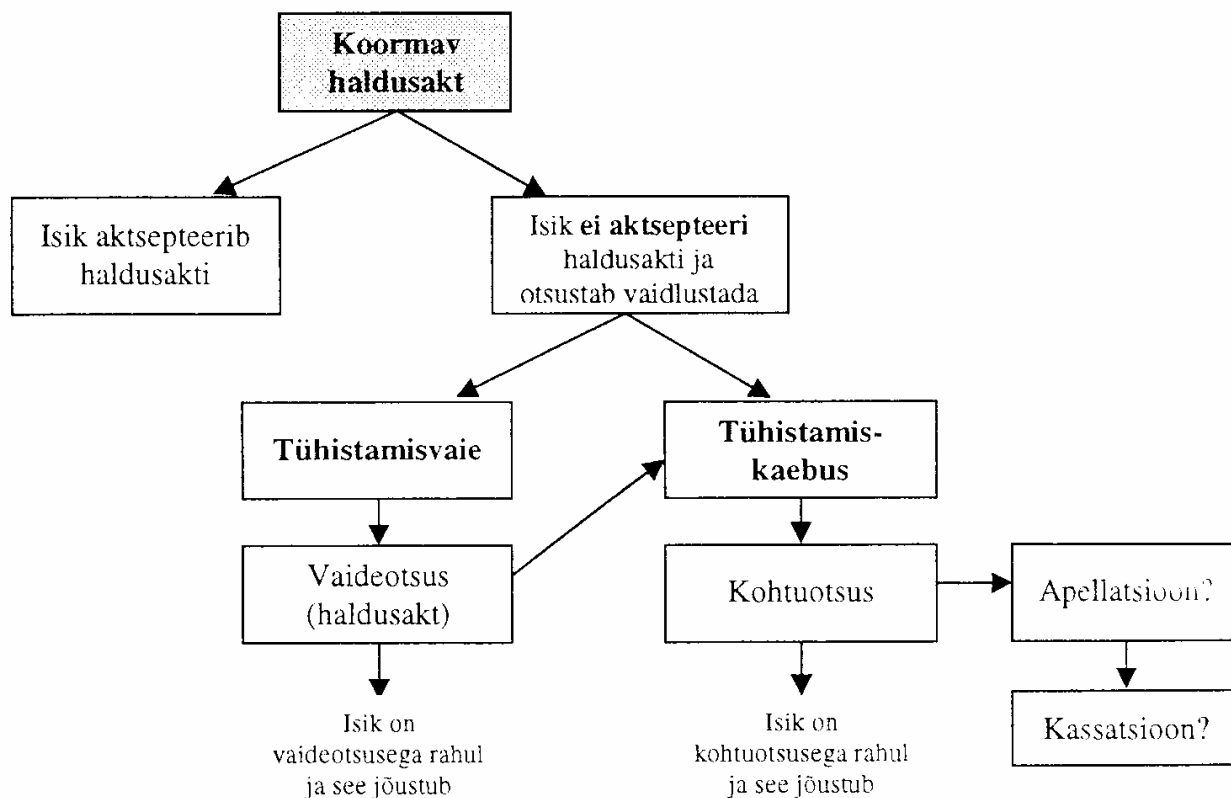 Koormav
haldusakt
Isik aktsepteerib
haldusakti
Isik ei aktsepteeri
haldusakti ja
otsustab vaidlustada
Tühistamisvaie
Tühistamis-
kaebus
Vaideotsus
(haldusakt)
Kohtuotsus
Apellatsioon?
Kassatsioon?
Isik on
vaideotsusega rahul
ja see jõustub
Isik on
kohtuotsusega rahul
ja see jõustub